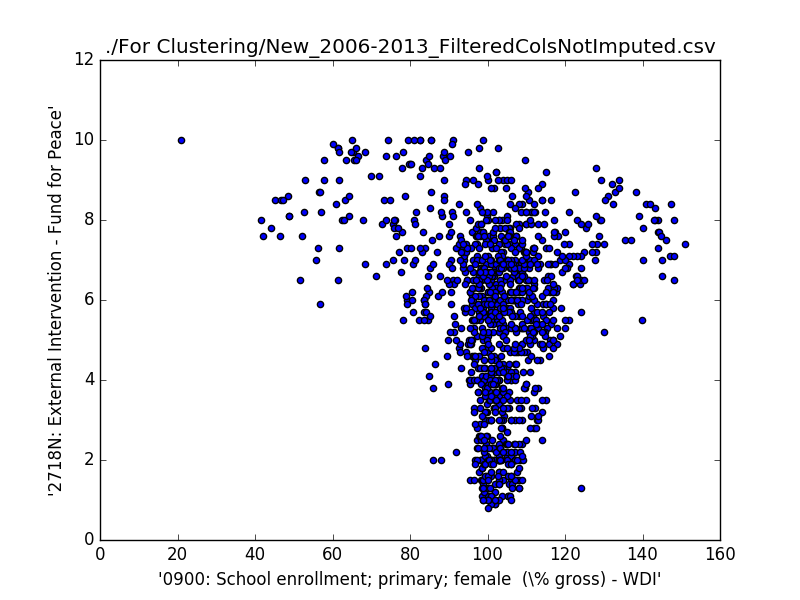 ./For Clustering/New_2006-2013_FilteredColsNotImputed.csv
12
10
8
6
4
2
0
'2718N: External Intervention - Fund for Peace'
0 20 40 60 80 100 120 140 160
'0900: School enrollment; primary; female  (\% gross) - WDI'